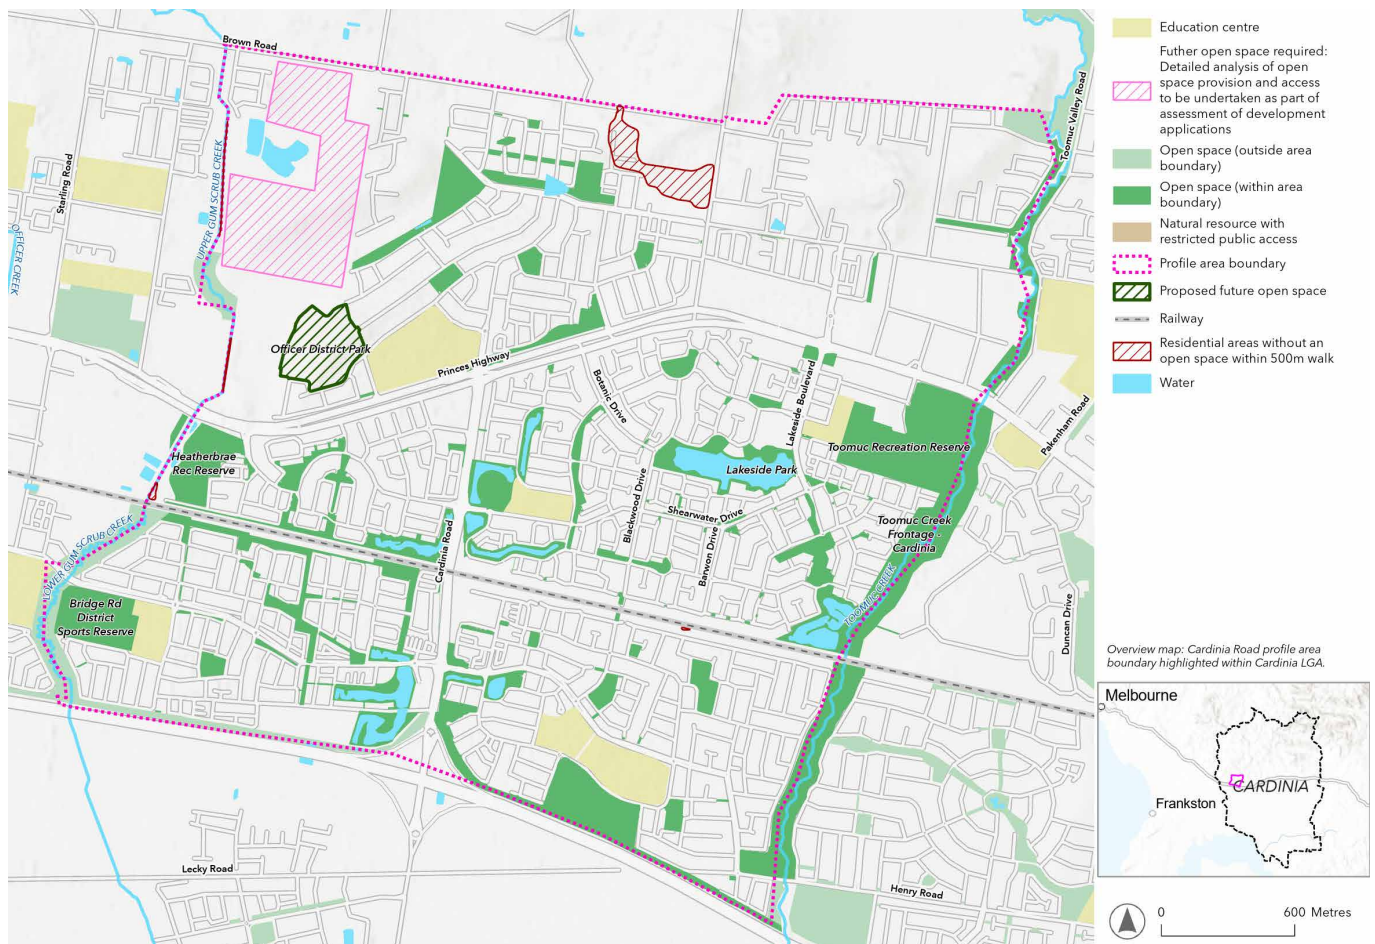 Brown Road
Toomuc Valley Road
Starling Road
UPPER GUM SCRUB CREEK
OFFICER CREEK
Officer District Park
Princes Highway
Botanic Drive
Lakeside Boulevard
Pakenham Road
Heatherbrae
Rec Reserve
Toomuc Recreation Reserve
Lakeside Park
Blackwood Drive
Shearwater Drive
Barwon Drive
Cardinia Road
Toomuc Creek
Frontage -
Cardinia
LOWER GUM SCRUB CREEK
TOOMUC CREEK
Bridge Rd
District
Sports Reserve
Duncan Drive
Lecky Road
Henry Road
Education centre
Futher open space required:
Detailed analysis of open
space provision and access
to be undertaken as part of
assessment of development
applications
Open space (outside area
boundary)
Open space (within area
boundary)
Natural resource with
restricted public access
Profile area boundary
Proposed future open space
Railway
Residential areas without an
open space within 500m walk
Water
Overview map: Cardinia Road profile area
boundary highlighted within Cardinia LGA.
Melbourne
CARDINIA
Frankston
0 600 Metres